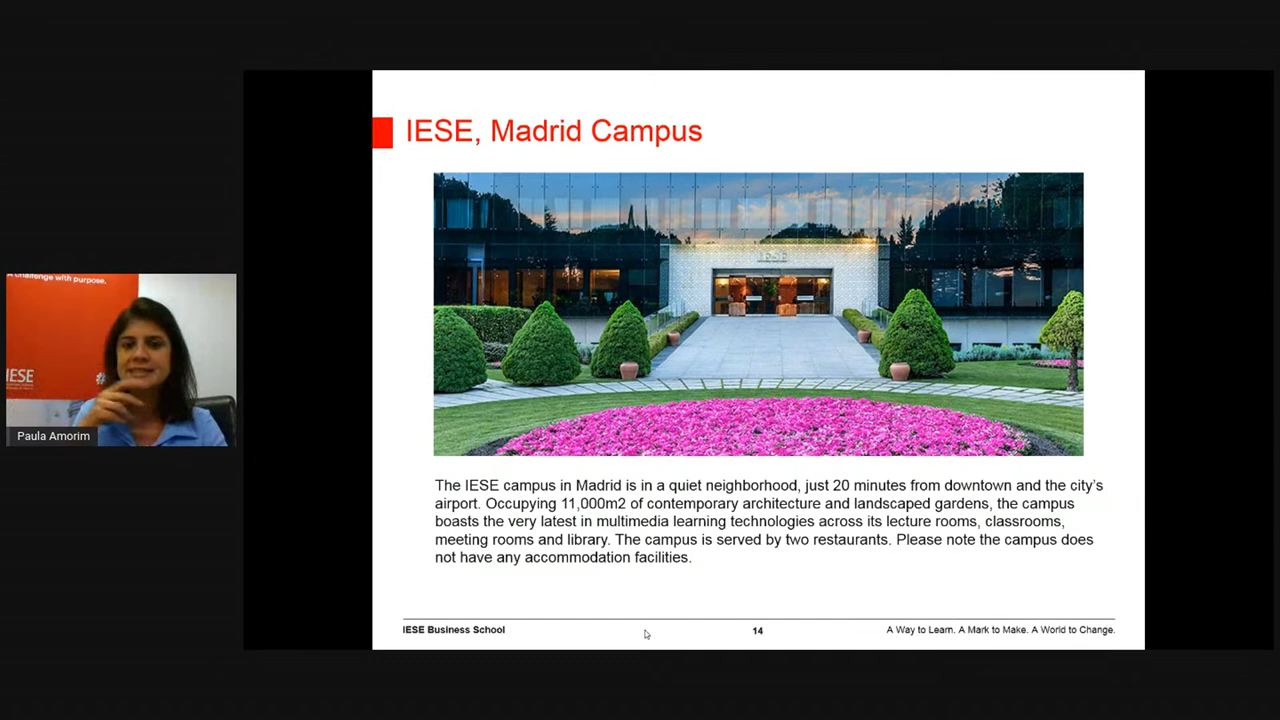 IESE, Madrid Campus
IESE
A challenge with purpose.
IESE
Paula Amorim
The IESE campus in Madrid is in a quiet neighborhood, just 20 minutes from downtown and the city's
airport. Occupying 11,000m2 of contemporary architecture and landscaped gardens, the campus
boasts the very latest in multimedia learning technologies across its lecture rooms, classrooms,
meeting rooms and library. The campus is served by two restaurants. Please note the campus does
not have any accommodation facilities.
IESE Business School
14
A Way to Learn. A Mark to Make. A World to Change.